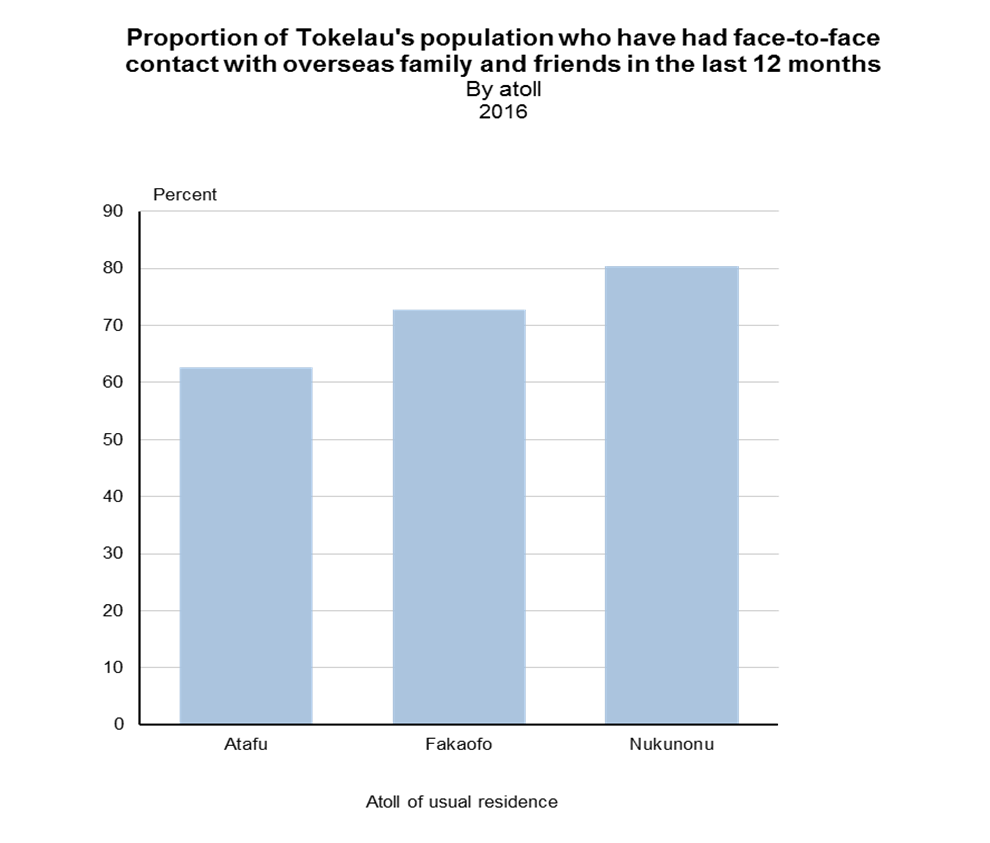 Proportion of Tokelau's population who have had face-to-face
contact with overseas family and friends in the last 12 months
By atoll
2016
Percent
90
80
70
60
50
40
30
20
10
0
Atafu Fakaofo Nukunonu
Atoll of usual residence